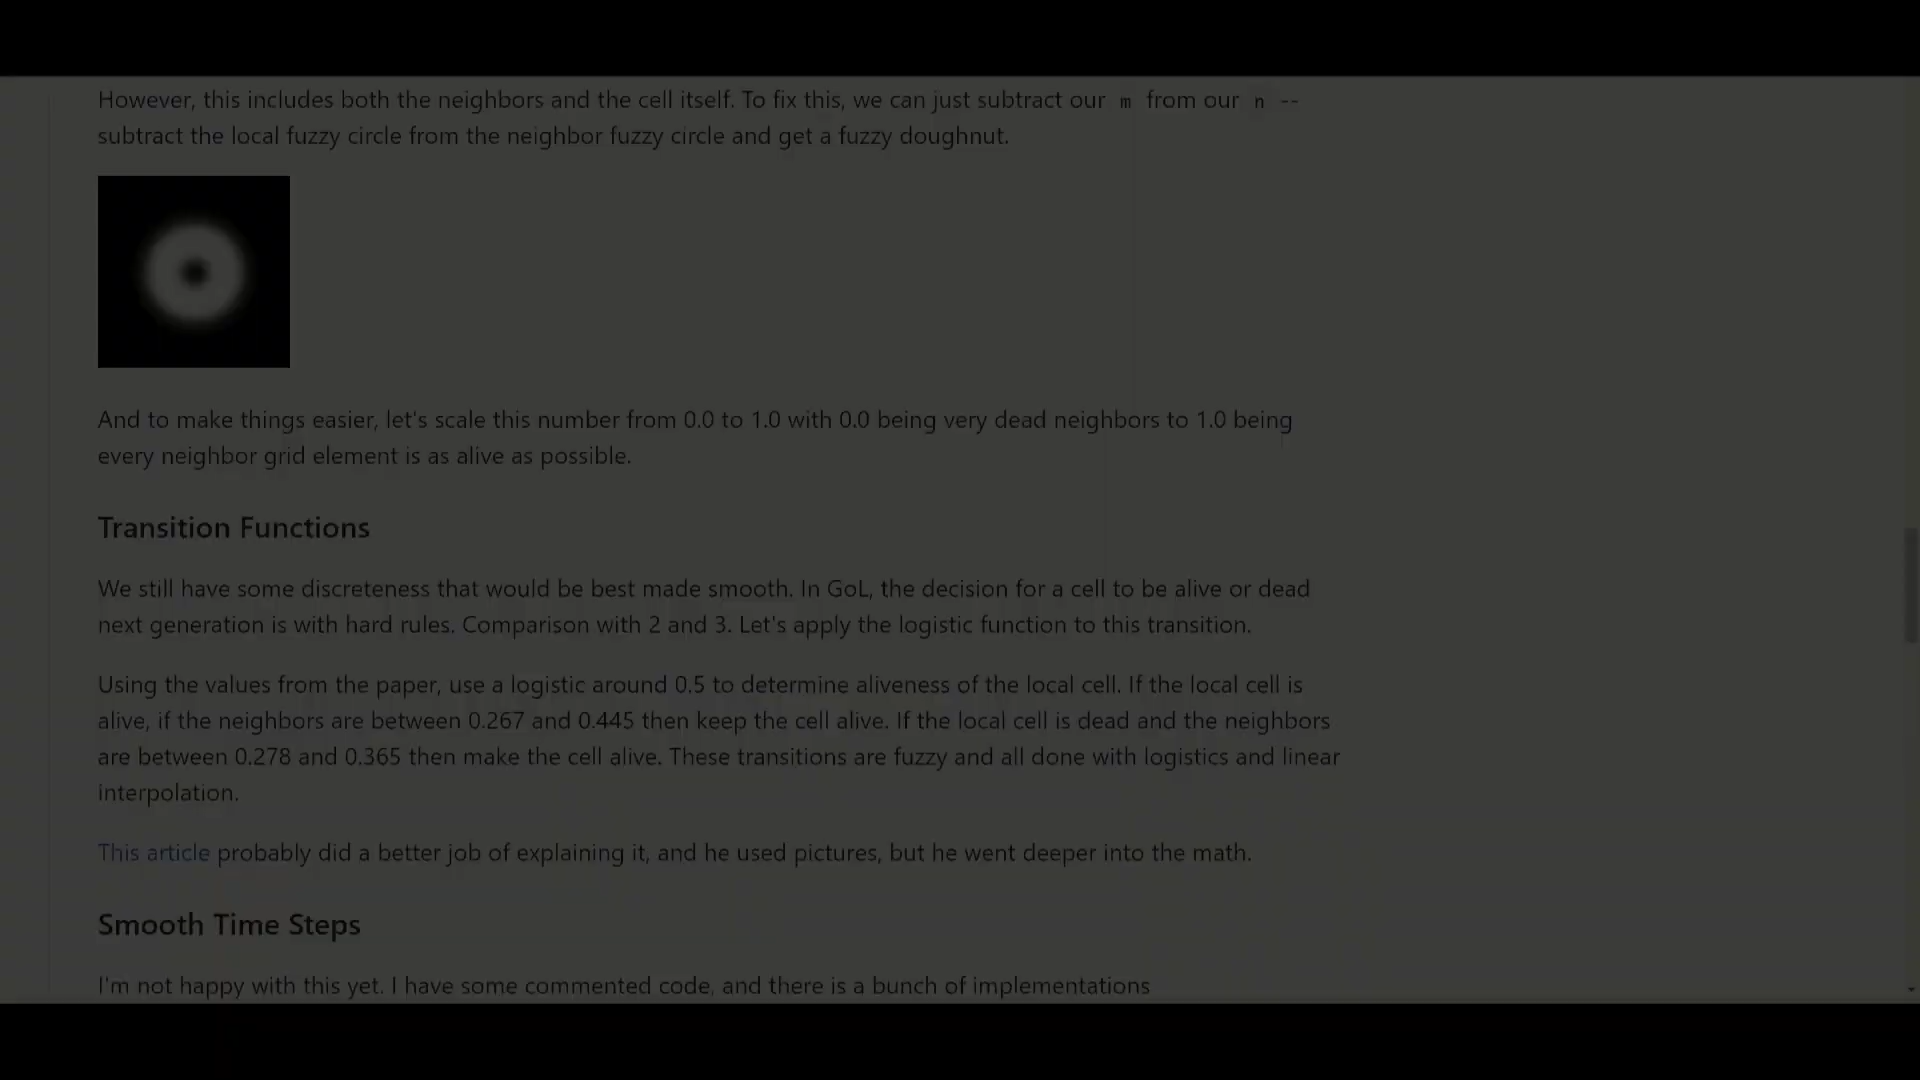 However, this includes both the neighbors and the cell itself. To fix this, we can just subtract our m from our n --
subtract the local fuzzy circle from the neighbor fuzzy circle and get a fuzzy doughnut.
And to make things easier, let's scale this number from 0.0 to 1.0 with 0.0 being very dead neighbors to 1.0 being
every neighbor grid element is as alive as possible.
Transition Functions
We still have some discreteness that would be best made smooth. In GoL, the decision for a cell to be alive or dead
next generation is with hard rules. Comparison with 2 and 3. Let's apply the logistic function to this transition.
Using the values from the paper, use a logistic around 0.5 to determine aliveness of the local cell. If the local cell is
alive, if the neighbors are between 0.267 and 0.445 then keep the cell alive. If the local cell is dead and the neighbors
are between 0.278 and 0.365 then make the cell alive. These transitions are fuzzy and all done with logistics and linear
interpolation.
This article probably did a better job of explaining it, and he used pictures, but he went deeper into the math.
Smooth Time Steps
I'm not happy with this yet. I have some commented code, and there is a bunch of implementations